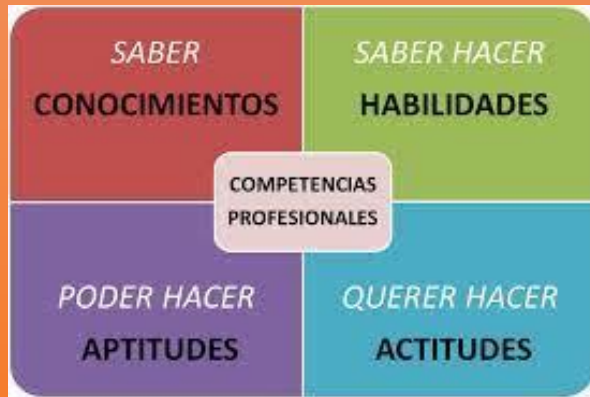 SABER
CONOCIMIENTOS
SABER HACER
HABILIDADES
COMPETENCIAS
PROFESIONALES
PODER HACER
APTITUDES
QUERER HACER
ACTITUDES